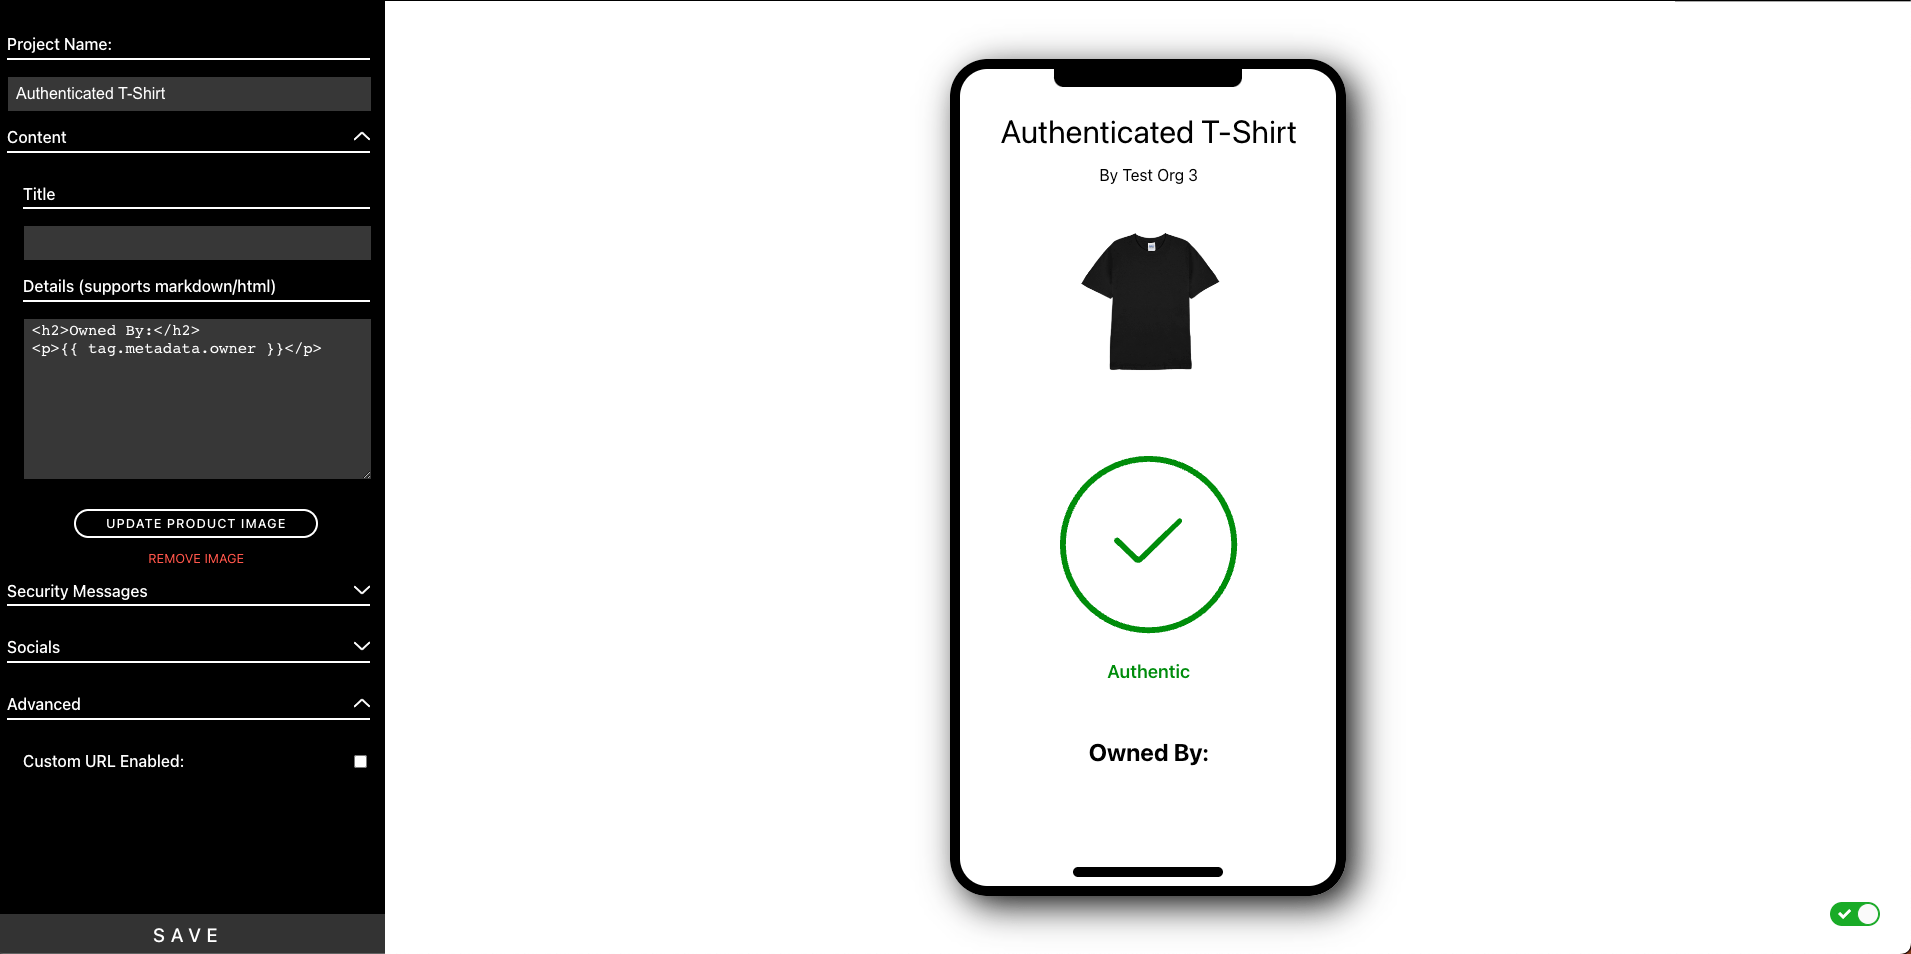 Project Name:
Authenticated T-Shirt
Content
Title
Details (supports markdown/html)
<h2>Owned By:</h2>
<p>{{ tag.metadata.owner }}</p>
UPDATE PRODUCT IMAGE
REMOVE IMAGE
Security Messages
Socials
Advanced
Custom URL Enabled:
SAVE
Authenticated T-Shirt
By Test Org 3
Authentic
Owned By: